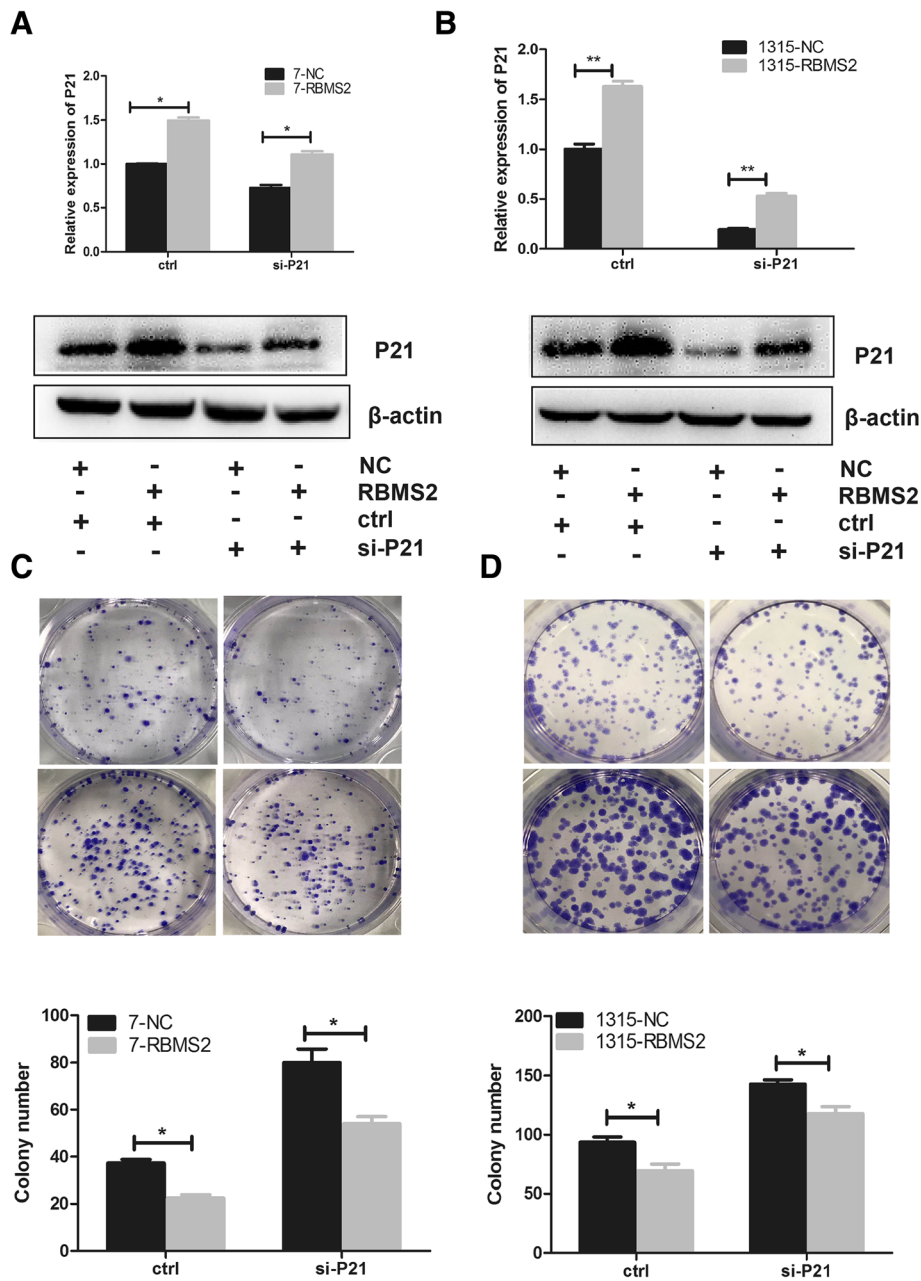 A
B
Relative expression of P21
2.0
1.5
1.0
0.5
0.0
7-NC
7-RBMS2
*
*
ctrl
si-P21
Relative expression of P21
2.0
1.5
1.0
0.5
0.0
1315-NC
1315-RBMS2
**
**
ctrl
si-P21
P21
β-actin
+ - + - NC
- + - + RBMS2
+ + - - ctrl
- - + + si-P21
P21
β-actin
+ - + - NC
- + - + RBMS2
+ + - - ctrl
- - + + si-P21
C
D
Colony number
100
80
60
40
20
0
7-NC
7-RBMS2
*
*
ctrl
si-P21
Colony number
200
150
100
50
0
1315-NC
1315-RBMS2
*
*
ctrl
si-P21